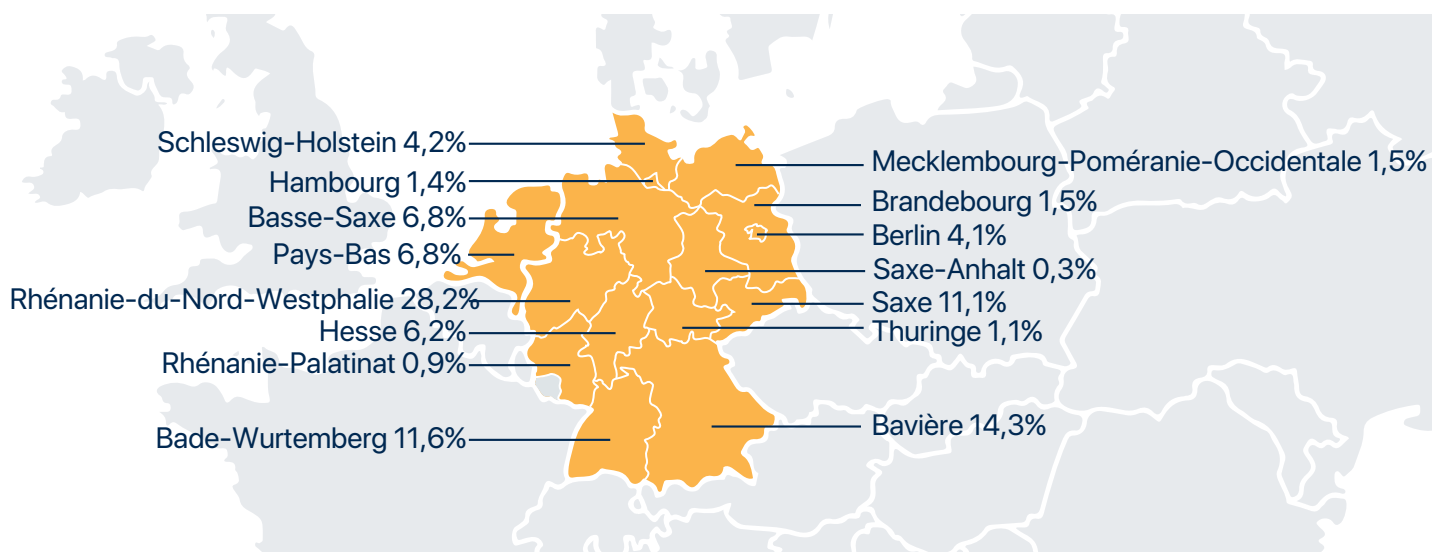 Schleswig-Holstein 4,2%
Hambourg 1,4%
Basse-Saxe 6,8%
Pays-Bas 6,8%
Rhénanie-du-Nord-Westphalie 28,2%
Hesse 6,2%
Rhénanie-Palatinat 0,9%
Bade-Wurtemberg 11,6%
Mecklembourg-Poméranie-Occidentale 1,5%
Brandebourg 1,5%
Berlin 4,1%
Saxe-Anhalt 0,3%
Saxe 11,1%
Thuringe 1,1%
Bavière 14,3%